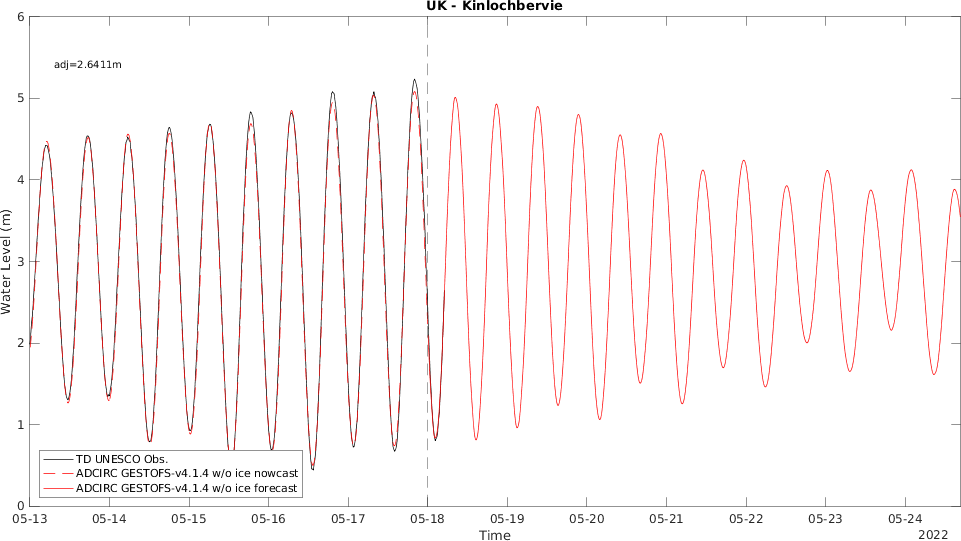 UK - Kinlochbervie
adj=2.6411m
6
5
4
3
2
1
0
Water Level (m)
TD UNESCO Obs.
ADCIRC GESTOFS-v4.1.4 w/o ice nowcast
ADCIRC GESTOFS-v4.1.4 w/o ice forecast
05-13 05-14 05-15 05-16 05-17 05-18 05-19 05-20 05-21 05-22 05-23 05-24
Time
2022